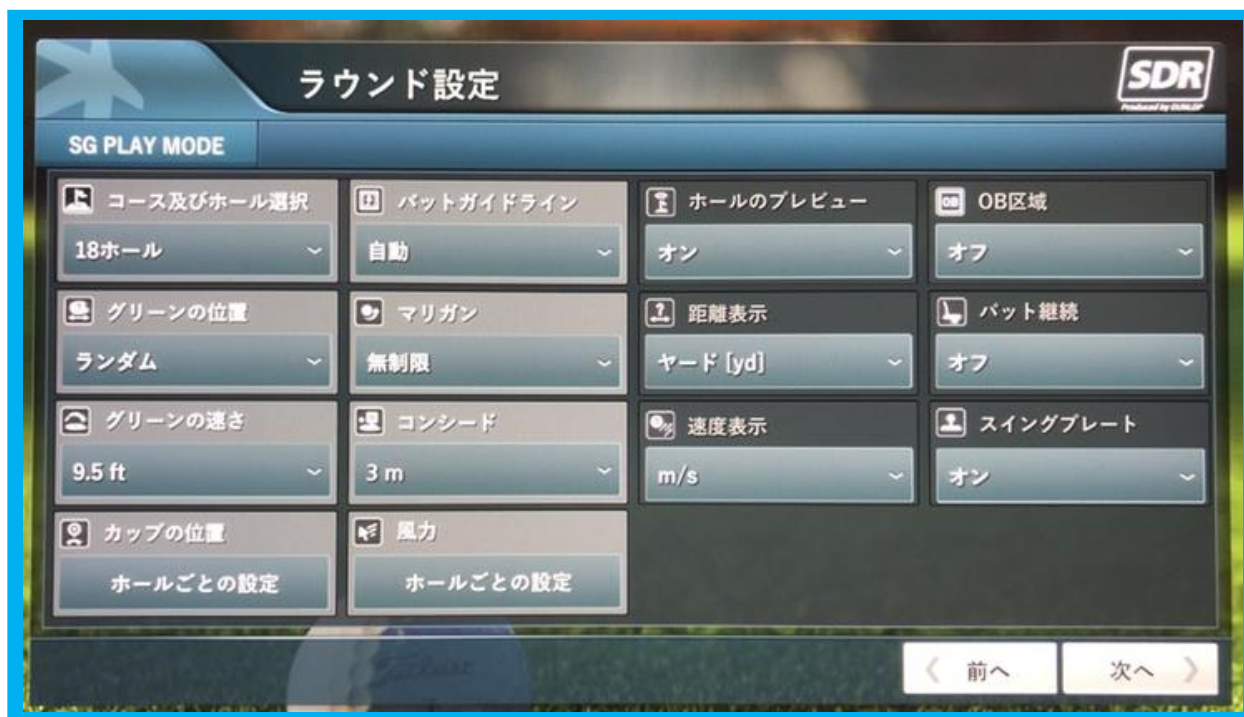 ラウンド設定
SDR
Produced by DUNLOP
SG PLAY MODE
コース及びホール選択
18ホール
パットガイドライン
自動
ホールのプレビュー
オン
OB
OB区域
オフ
グリーンの位置
ランダム
マリガン
無制限
距離表示
ヤード [yd]
パット継続
オフ
グリーンの速さ
9.5 ft
コンシード
3 m
速度表示
m/s
スイングプレート
オン
カップの位置
ホールごとの設定
風力
ホールごとの設定
Titleist
前へ
次へ